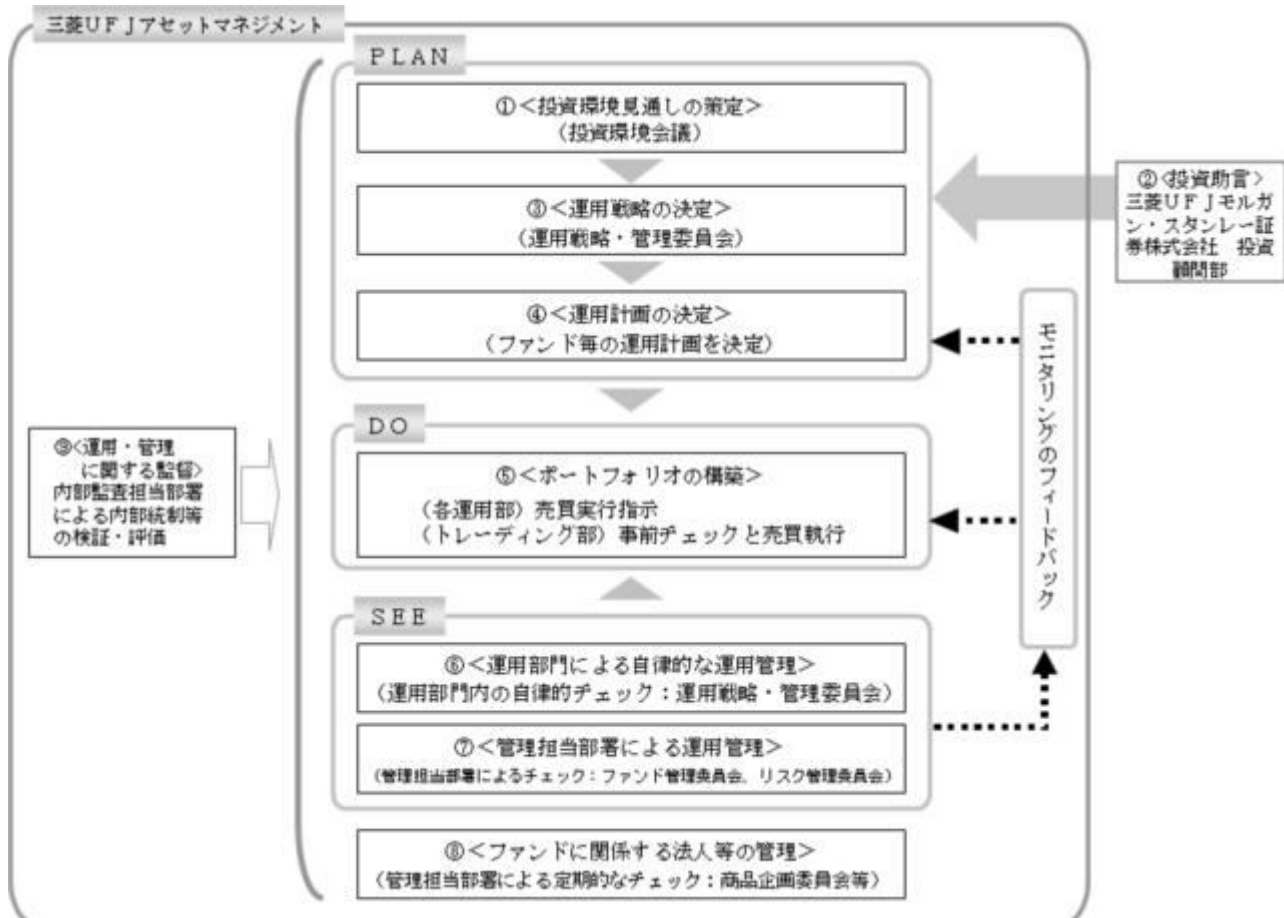 三菱UFJアセットマネジメント
PLAN
①<投資環境見通しの策定>
(投資環境会議)
②<投資助言>
三菱UFJモルガ
ン・スタンレー証
券株式会社　投資
顧問部
③<運用戦略の決定>
(運用戦略・管理委員会)
④<運用計画の決定>
(ファンド毎の運用計画を決定)
モニタリングのフィードバック
DO
⑤<ポートフォリオの構築>
(各運用部)売買実行指示
(トレーディング部)事前チェックと売買執行
⑨<運用・管理
に関する監督>
内部監査担当部署
による内部統制等
の検証・評価
SEE
⑥<運用部門による自律的な運用管理>
(運用部門内の自律的チェック:運用戦略・管理委員会)
⑦<管理担当部署による運用管理>
(管理担当部署によるチェック:ファンド管理委員会、リスク管理委員会)
⑧<ファンドに関係する法人等の管理>
(管理担当部署による定期的なチェック:商品企画委員会等)